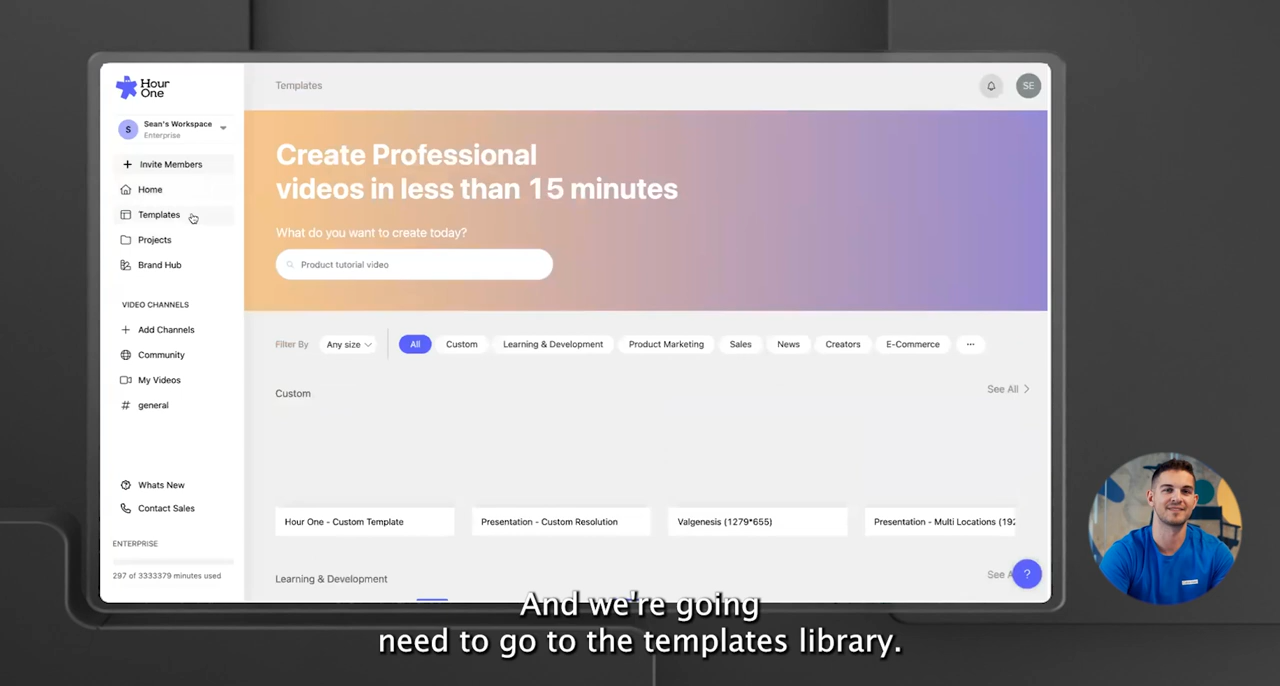 Hour
One
Templates
SE
S
Sean's Workspace
Enterprise
+ Invite Members
Home
Templates
Projects
Brand Hub
VIDEO CHANNELS
+ Add Channels
Community
My Videos
# general
Whats New
Contact Sales
ENTERPRISE
297 of 3333379 minutes used
Create Professional
videos in less than 15 minutes
What do you want to create today?
Product tutorial video
Filter By
Any size
All
Custom
Learning & Development
Product Marketing
Sales
News
Creators
E-Commerce
...
Custom
See All
Hour One - Custom Template
Presentation - Custom Resolution
Valgenesis (1279*655)
Presentation - Multi Locations (192
Learning & Development
See A
?
And we're going
need to go to the templates library.